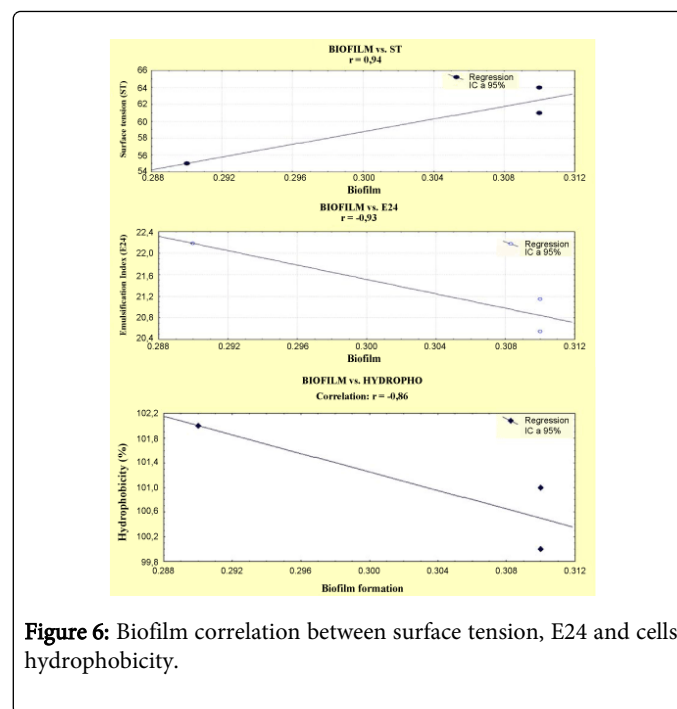 BIOFILM vs. ST
r = 0,94
66
64
62
60
58
56
54
Surface tension (ST)
Regression
IC a 95%
0.288 0.292 0.296 0.300 0.304 0.308 0.312
Biofilm
BIOFILM vs. E24
r = -0,93
22,4
22,0
21,6
21,2
20,8
20,4
Emulsification Index (E24)
Regression
IC a 95%
0.288 0.292 0.296 0.300 0.304 0.308 0.312
Biofilm
BIOFILM vs. HYDROPHO
Correlation: r = -0,86
102,2
101,8
101,4
101,0
100,6
100,2
99,8
Hydrophobicity (%)
Regression
IC a 95%
0.288 0.292 0.296 0.300 0.304 0.308 0.312
Biofilm formation
Figure 6: Biofilm correlation between surface tension, E24 and cells
hydrophobicity.